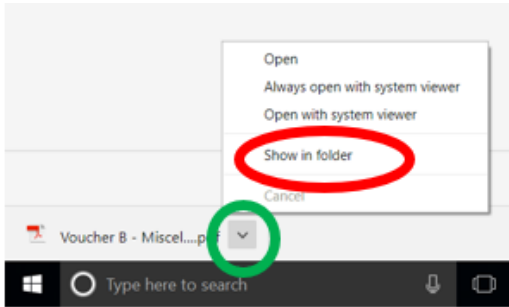 Open
Always open with system viewer
Open with system viewer
Show in folder
Cancel
Voucher B - Miscel....pdf
Type here to search